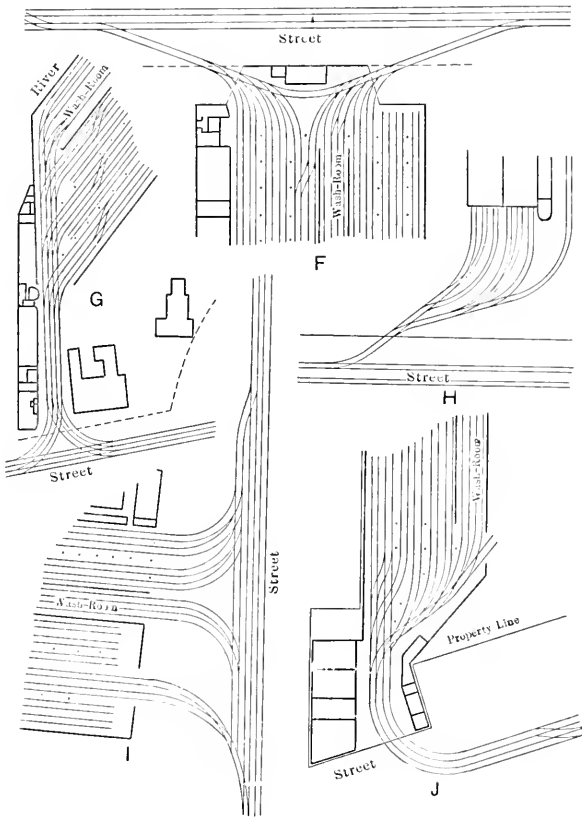 Street
River
Wash-Room
Wash-Room
F
G
Street
H
Street
Wash-Room
Street
Wash-Room
Property Line
I
Street
J